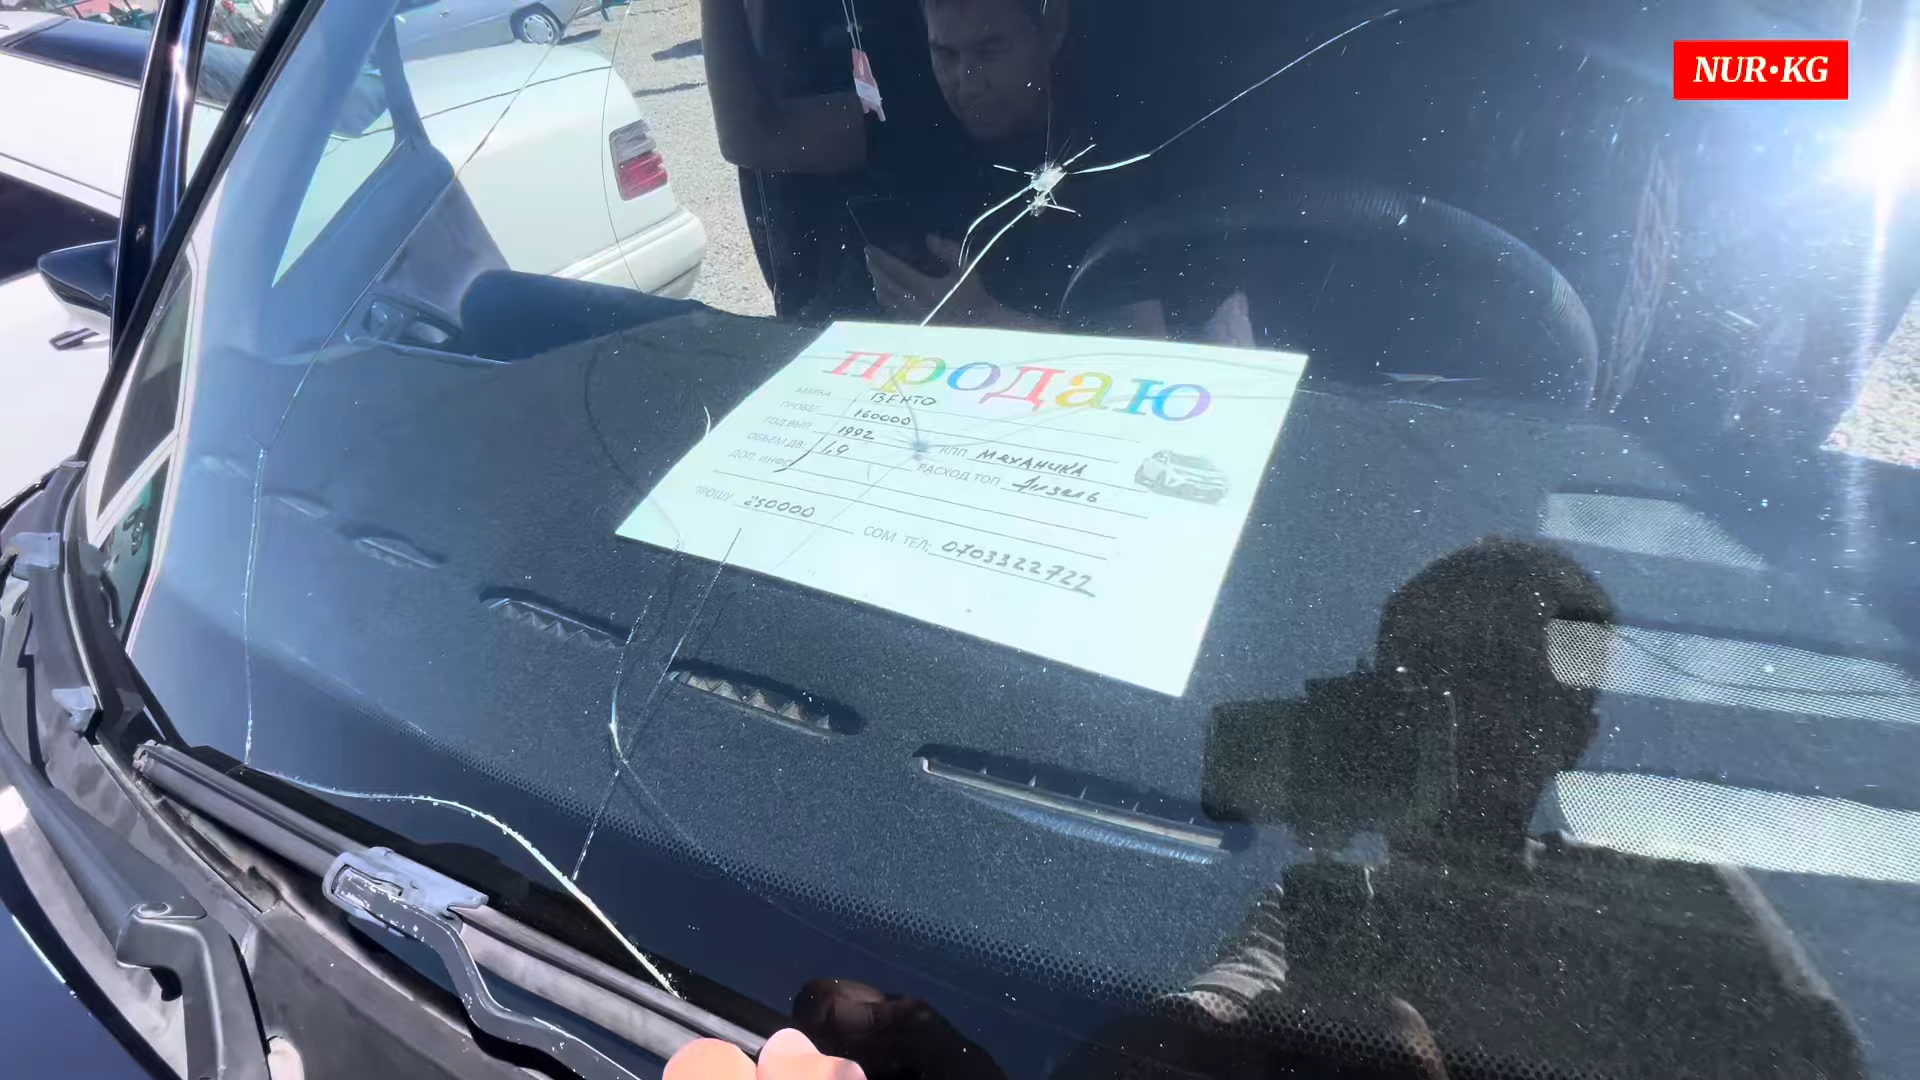 NUR•KG
продаю
МАРКА ВЕНТО
ПРОБЕГ 160000
ГОД ВЫП. 1992 КПП МЕХАНИКА
ОБЪЕМ ДВ. 1,9 РАСХОД ТОП Дизель
ДОП. ИНФО
ПРОШУ 250000 СОМ ТЕЛ: 0703322722